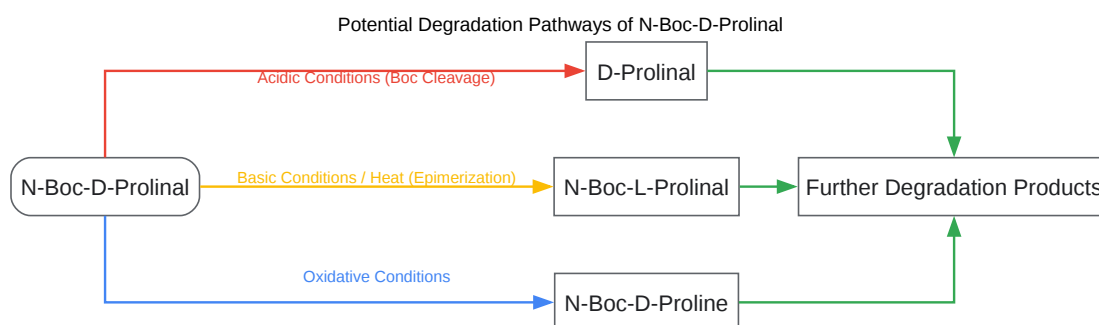 Potential Degradation Pathways of N-Boc-D-Prolinal
Acidic Conditions (Boc Cleavage)
D-Prolinal
N-Boc-D-Prolinal
Basic Conditions / Heat (Epimerization)
N-Boc-L-Prolinal
Further Degradation Products
Oxidative Conditions
N-Boc-D-Proline